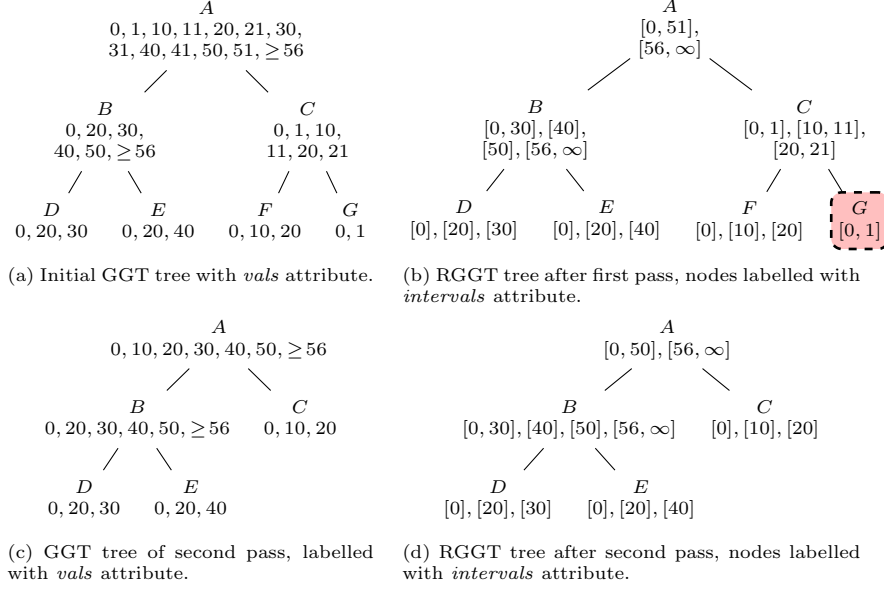 A
0, 1, 10, 11, 20, 21, 30,
31, 40, 41, 50, 51, ≥ 56
B
0, 20, 30,
40, 50, ≥ 56
C
0, 1, 10,
11, 20, 21
D
0, 20, 30
E
0, 20, 40
F
0, 10, 20
G
0, 1
(a) Initial GGT tree with vals attribute.
A
[0, 51],
[56, ∞]
B
[0, 30], [40],
[50], [56, ∞]
C
[0, 1], [10, 11],
[20, 21]
D
[0], [20], [30]
E
[0], [20], [40]
F
[0], [10], [20]
G
[0, 1]
(b) RGGT tree after first pass, nodes labelled with
intervals attribute.
A
0, 10, 20, 30, 40, 50, ≥ 56
B
0, 20, 30, 40, 50, ≥ 56
C
0, 10, 20
D
0, 20, 30
E
0, 20, 40
(c) GGT tree of second pass, labelled
with vals attribute.
A
[0, 50], [56, ∞]
B
[0, 30], [40], [50], [56, ∞]
C
[0], [10], [20]
D
[0], [20], [30]
E
[0], [20], [40]
(d) RGGT tree after second pass, nodes labelled
with intervals attribute.